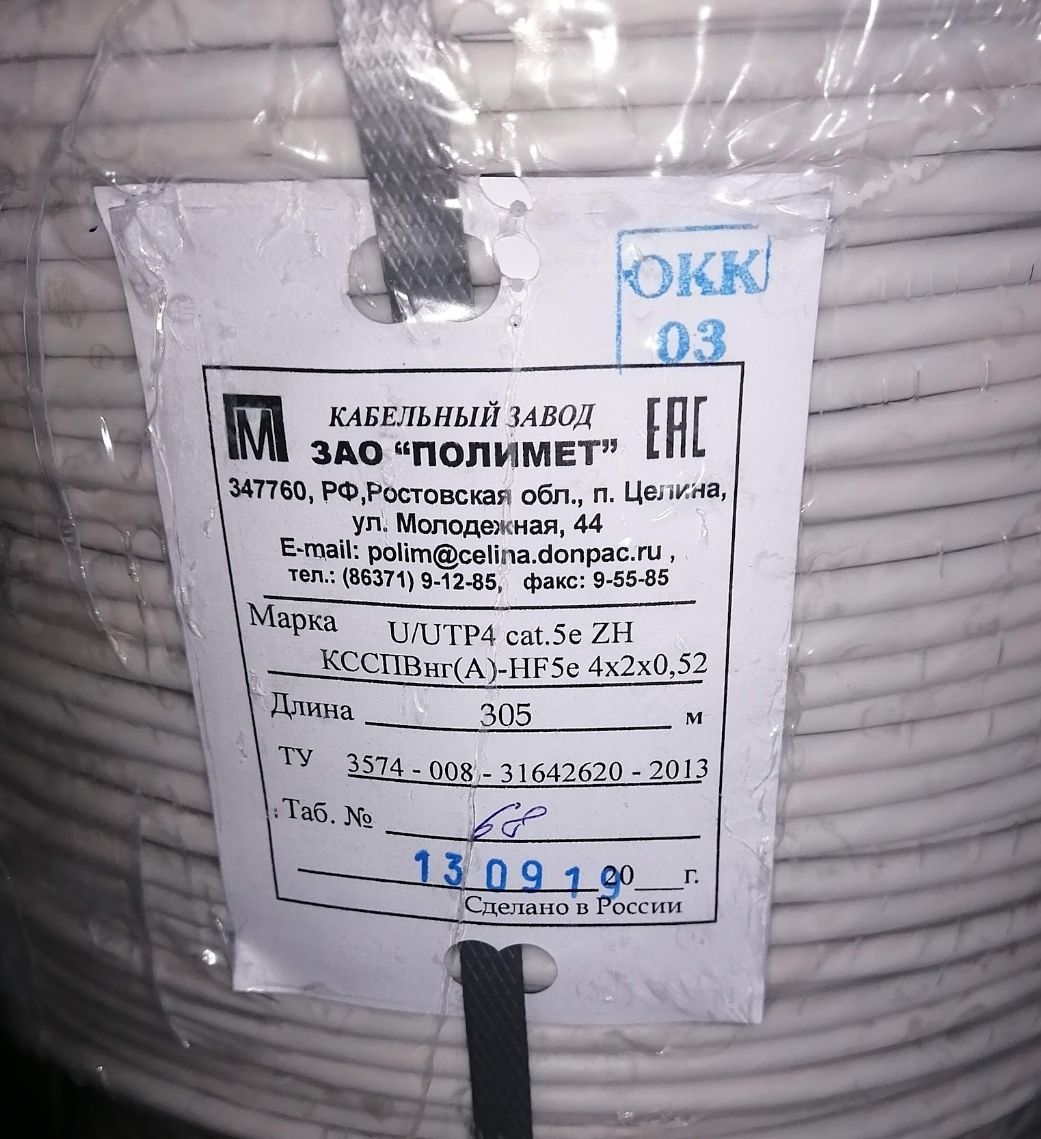 ОКК
03
М
КАБЕЛЬНЫЙ ЗАВОД
ЗАО “ПОЛИМЕТ”
ЕАС
347760, РФ,Ростовская обл., п. Целина,
ул. Молодежная, 44
E-mail: polim@celina.donpac.ru ,
тел.: (86371) 9-12-85, факс: 9-55-85
Марка U/UTP4 cat.5e ZH
КССПВнг(А)-HF5e 4x2x0,52
Длина 305 м
ТУ 3574 - 008 - 31642620 - 2013
Таб. № 68
13 09 19 20___г.
Сделано в России